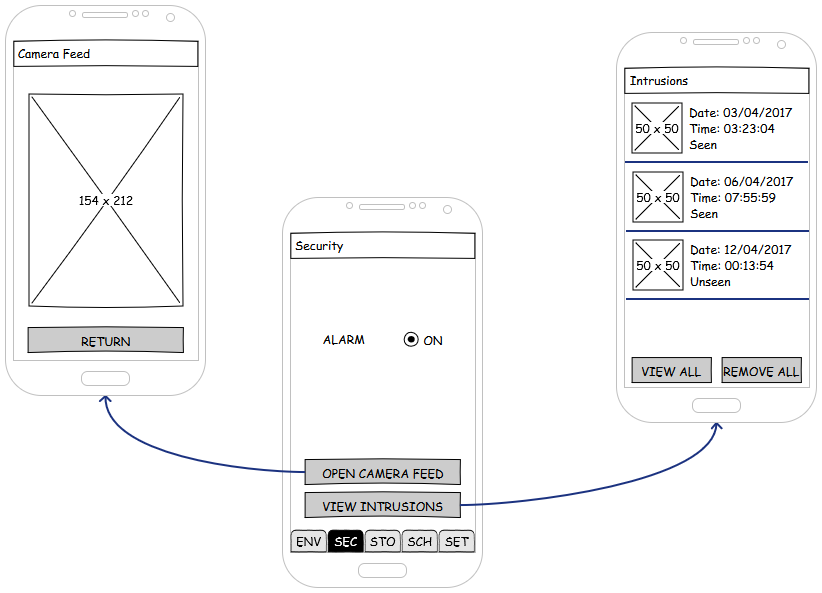 Camera Feed
154 x 212
RETURN
Security
ALARM
ON
OPEN CAMERA FEED
VIEW INTRUSIONS
ENV SEC STO SCH SET
Intrusions
50 x 50
Date: 03/04/2017
Time: 03:23:04
Seen
50 x 50
Date: 06/04/2017
Time: 07:55:59
Seen
50 x 50
Date: 12/04/2017
Time: 00:13:54
Unseen
VIEW ALL
REMOVE ALL